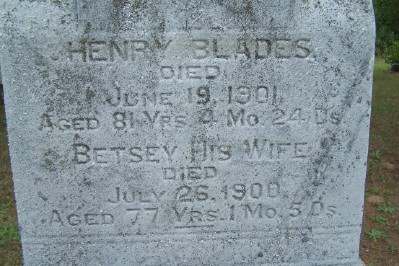 HENRY BLADES.
DIED
JUNE 19, 1901.
AGED 81 YRS 4 MO. 24 DS.
BETSEY HIS WIFE
DIED
JULY 26, 1900
AGED 77 YRS. 1 MO. 5 DS.